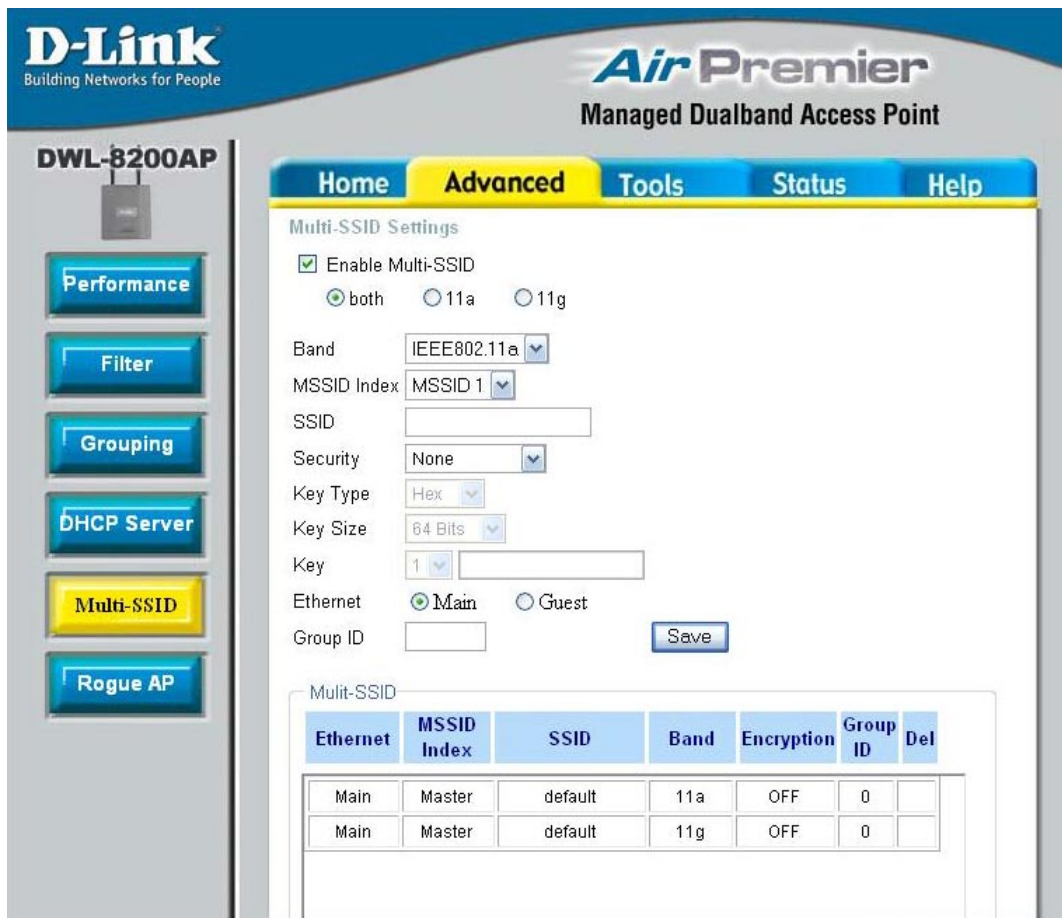 D-Link
Building Networks for People
Air Premier
Managed Dualband Access Point
DWL-8200AP
Home Advanced Tools Status Help
Performance
Filter
Grouping
DHCP Server
Multi-SSID
Rogue AP
Multi-SSID Settings
Enable Multi-SSID
both 11a 11g
Band IEEE802.11a
MSSID Index MSSID 1
SSID
Security None
Key Type Hex
Key Size 64 Bits
Key 1
Ethernet Main Guest
Group ID Save
Mulit-SSID
Ethernet MSSID Index SSID Band Encryption Group ID Del
Main Master default 11a OFF 0
Main Master default 11g OFF 0